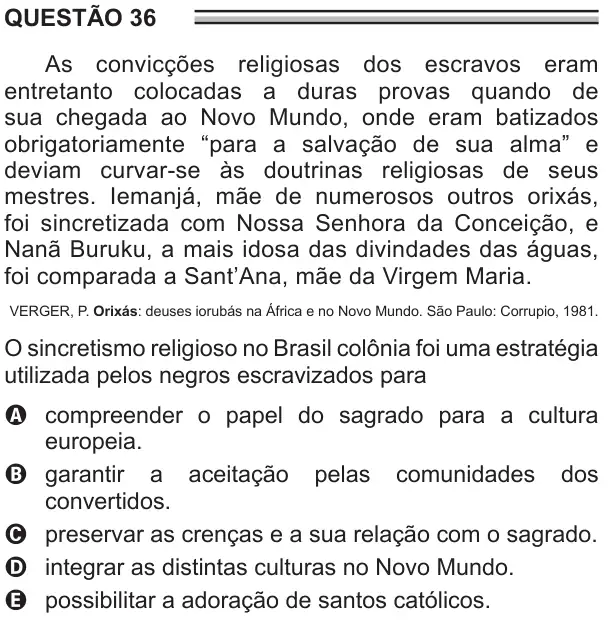 QUESTÃO 36
As convicções religiosas dos escravos eram
entretanto colocadas a duras provas quando de
sua chegada ao Novo Mundo, onde eram batizados
obrigatoriamente “para a salvação de sua alma” e
deviam curvar-se às doutrinas religiosas de seus
mestres. Iemanjá, mãe de numerosos outros orixás,
foi sincretizada com Nossa Senhora da Conceição, e
Nanã Buruku, a mais idosa das divindades das águas,
foi comparada a Sant’Ana, mãe da Virgem Maria.
VERGER, P. Orixás: deuses iorubás na África e no Novo Mundo. São Paulo: Corrupio, 1981.
O sincretismo religioso no Brasil colônia foi uma estratégia
utilizada pelos negros escravizados para
A compreender o papel do sagrado para a cultura
europeia.
B garantir a aceitação pelas comunidades dos
convertidos.
C preservar as crenças e a sua relação com o sagrado.
D integrar as distintas culturas no Novo Mundo.
E possibilitar a adoração de santos católicos.